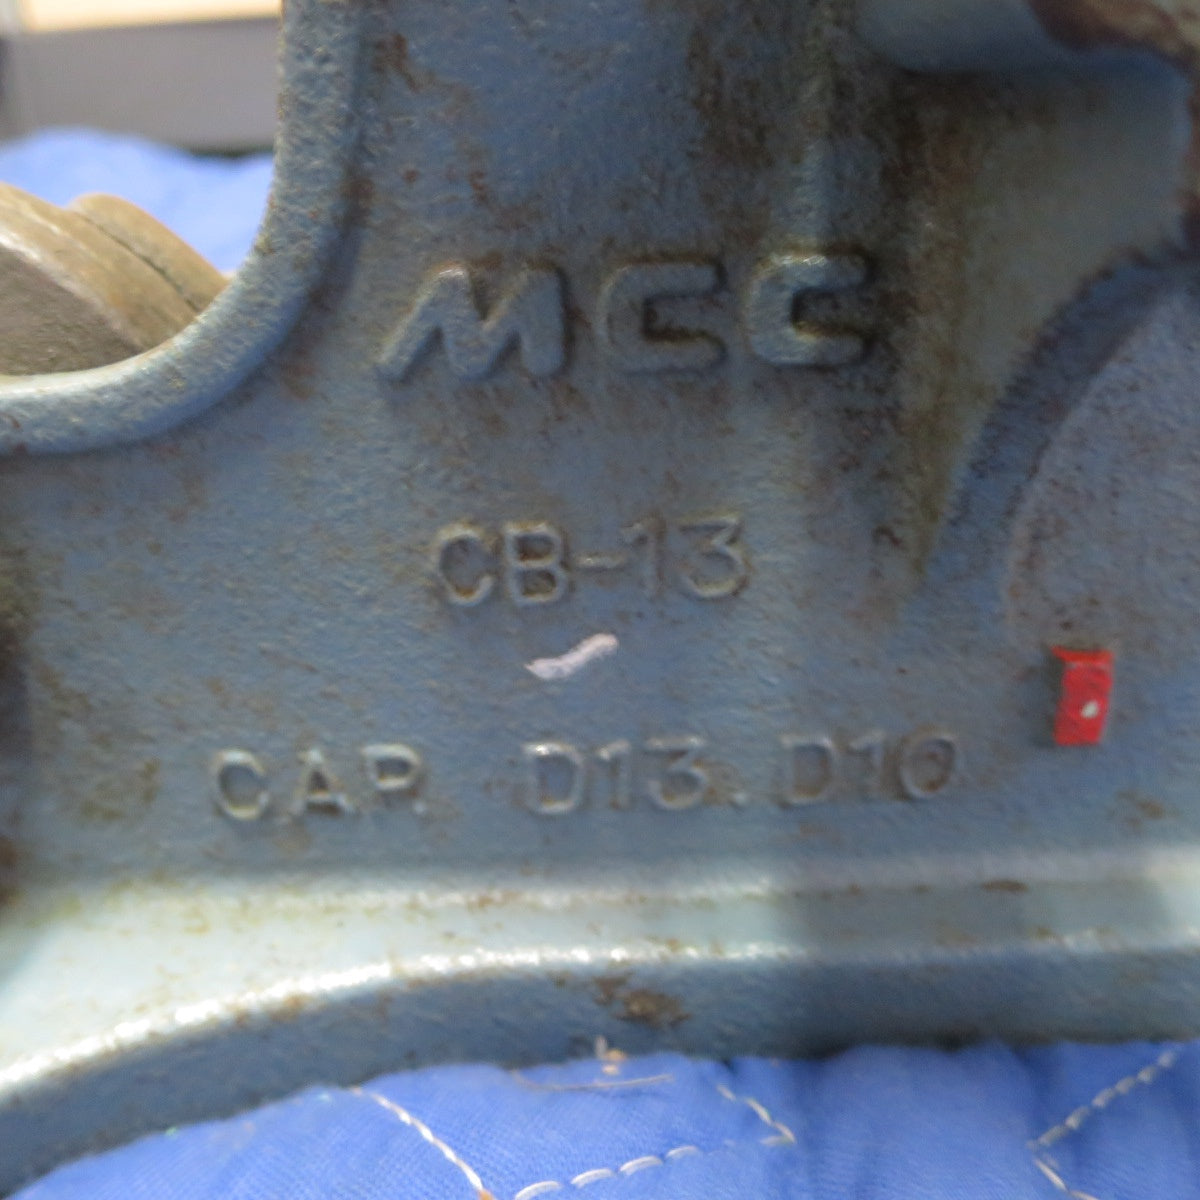 MCC
CB-13
CAP. D13. D10